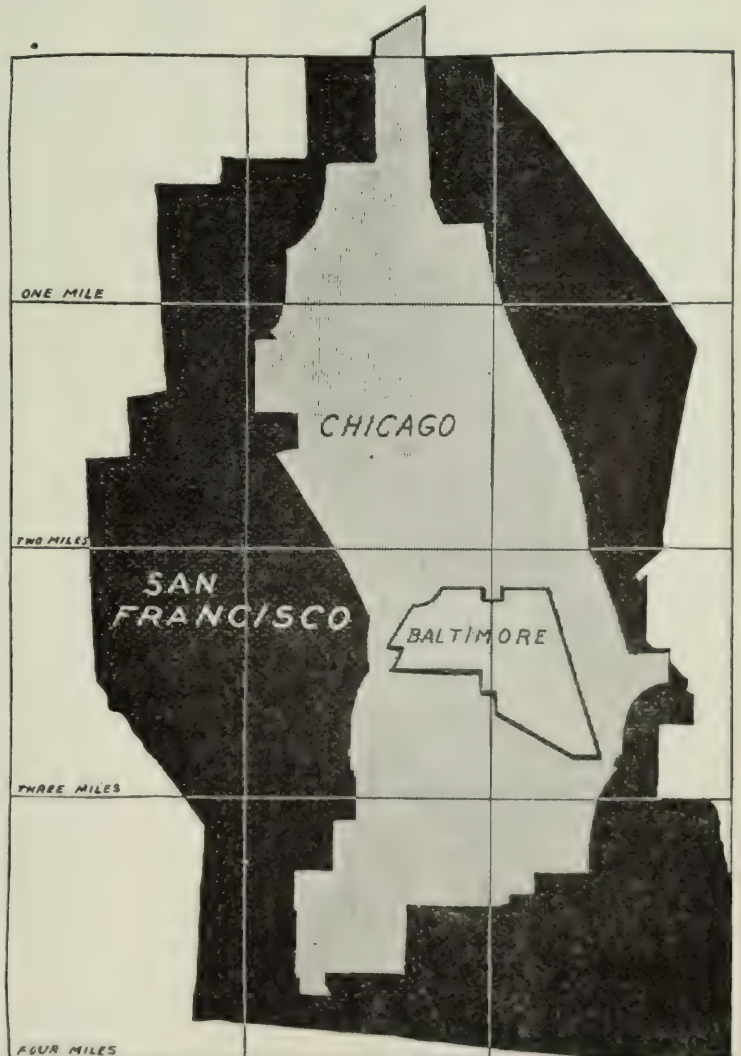 ONE MILE
CHICAGO
TWO MILES
SAN
FRANCISCO
BALTIMORE
THREE MILES
FOUR MILES